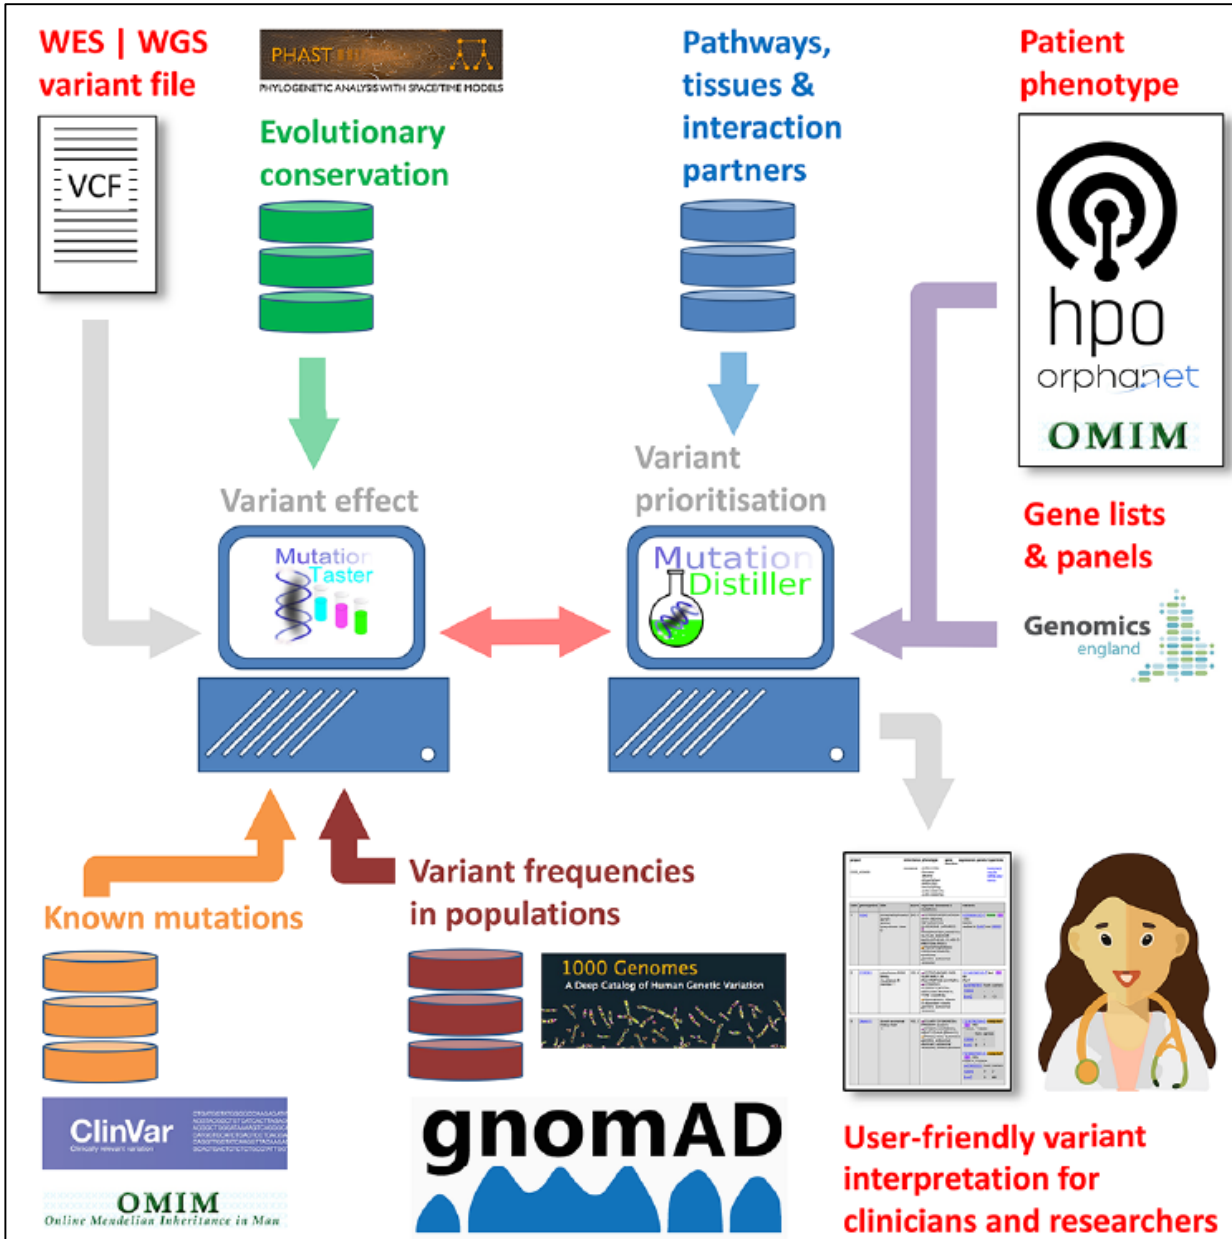 WES | WGS
variant file
VCF
PHAST
PHYLOGENETIC ANALYSIS WITH SPACE/TIME MODELS
Evolutionary
conservation
Pathways,
tissues &
interaction
partners
Patient
phenotype
hpo
orphanet
OMIM
Variant effect
Mutation
Taster
Variant
prioritisation
Mutation
Distiller
Gene lists
& panels
Genomics
england
Known mutations
ClinVar
Clinically relevant variation
OMIM
Online Mendelian Inheritance in Man
Variant frequencies
in populations
1000 Genomes
A Deep Catalog of Human Genetic Variation
gnomAD
User-friendly variant
interpretation for
clinicians and researchers